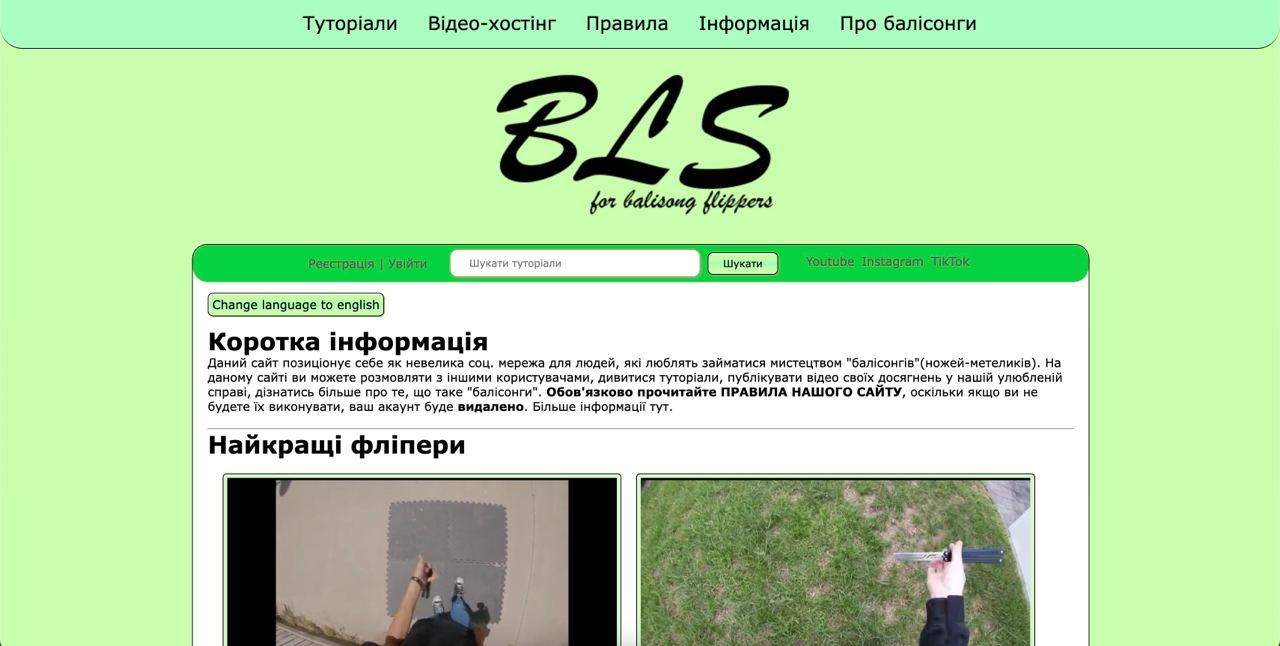 Туторіали Відео-хостінг Правила Інформація Про балісонги
BLS
for balisong flippers
Реєстрація | Увійти Шукати туторіали Шукати Youtube Instagram TikTok
Change language to english
Коротка інформація
Даний сайт позиціонує себе як невелика соц. мережа для людей, які люблять займатися мистецтвом "балісонгів"(ножей-метеликів). На
даному сайті ви можете розмовляти з іншими користувачами, дивитися туторіали, публікувати відео своїх досягнень у нашій улюбленій
справі, дізнатись більше про те, що таке "балісонги". Обов'язково прочитайте ПРАВИЛА НАШОГО САЙТУ, оскільки якщо ви не
будете їх виконувати, ваш акаунт буде видалено. Більше інформації тут.
Найкращі фліпери